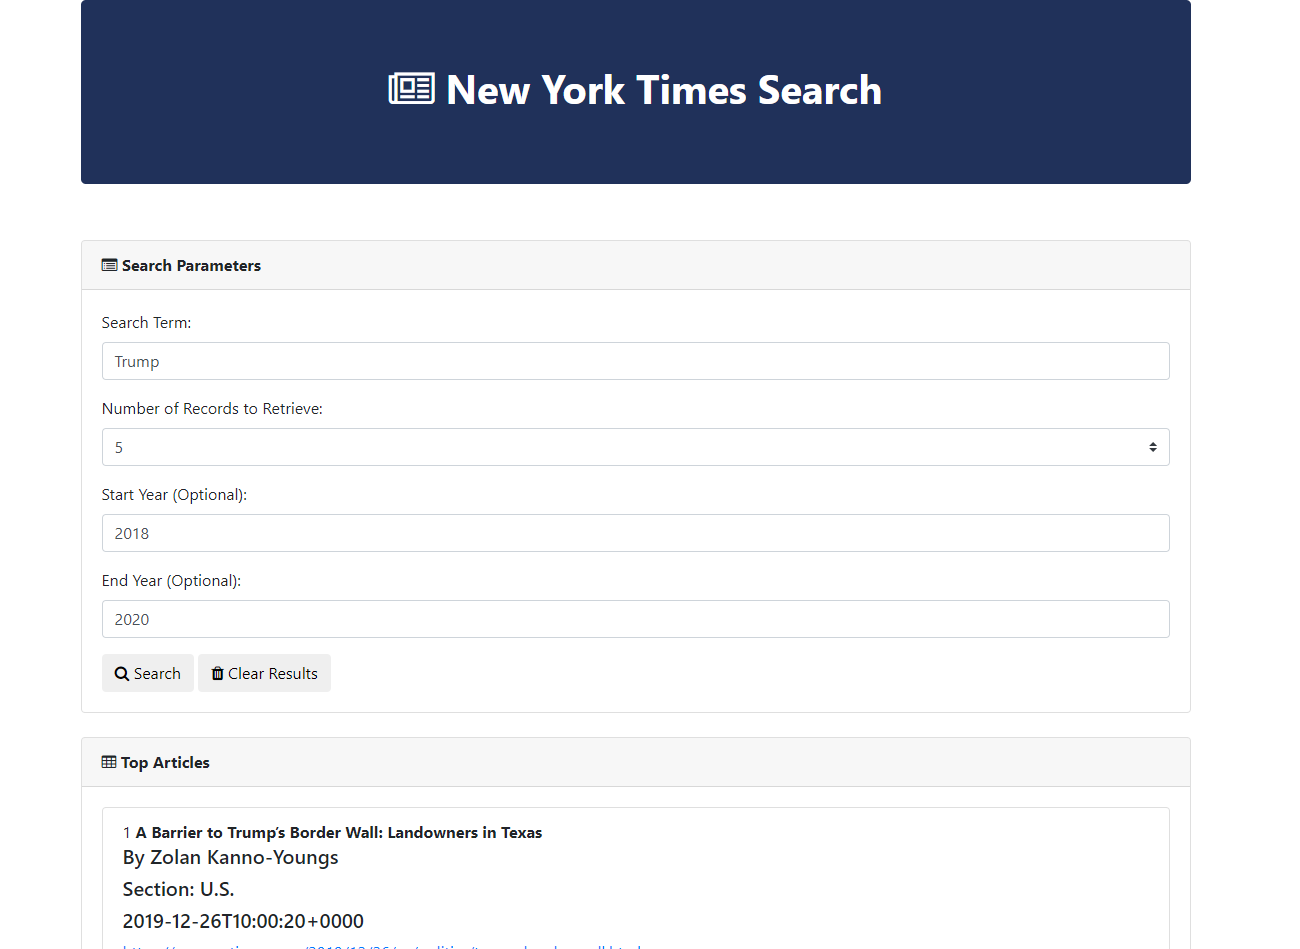 New York Times Search
Search Parameters
Search Term:
Trump
Number of Records to Retrieve:
5
Start Year (Optional):
2018
End Year (Optional):
2020
Search Clear Results
Top Articles
1 A Barrier to Trump’s Border Wall: Landowners in Texas
By Zolan Kanno-Youngs
Section: U.S.
2019-12-26T10:00:20+0000